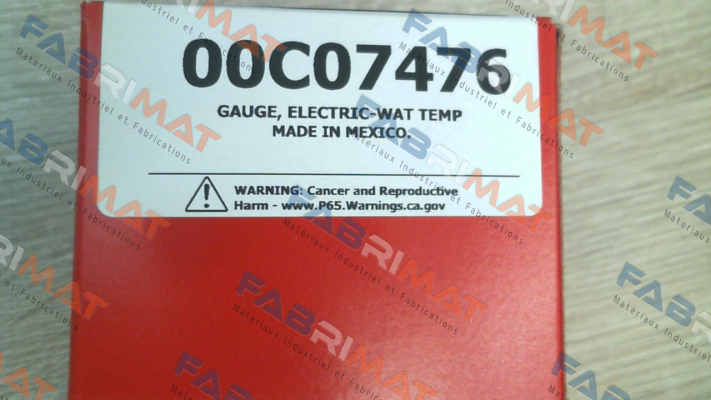 00C07476
GAUGE, ELECTRIC-WAT TEMP
MADE IN MEXICO.
WARNING: Cancer and Reproductive
Harm - www.P65.Warnings.ca.gov
FABRIMAT
Materiaux Industriel et Fabrications